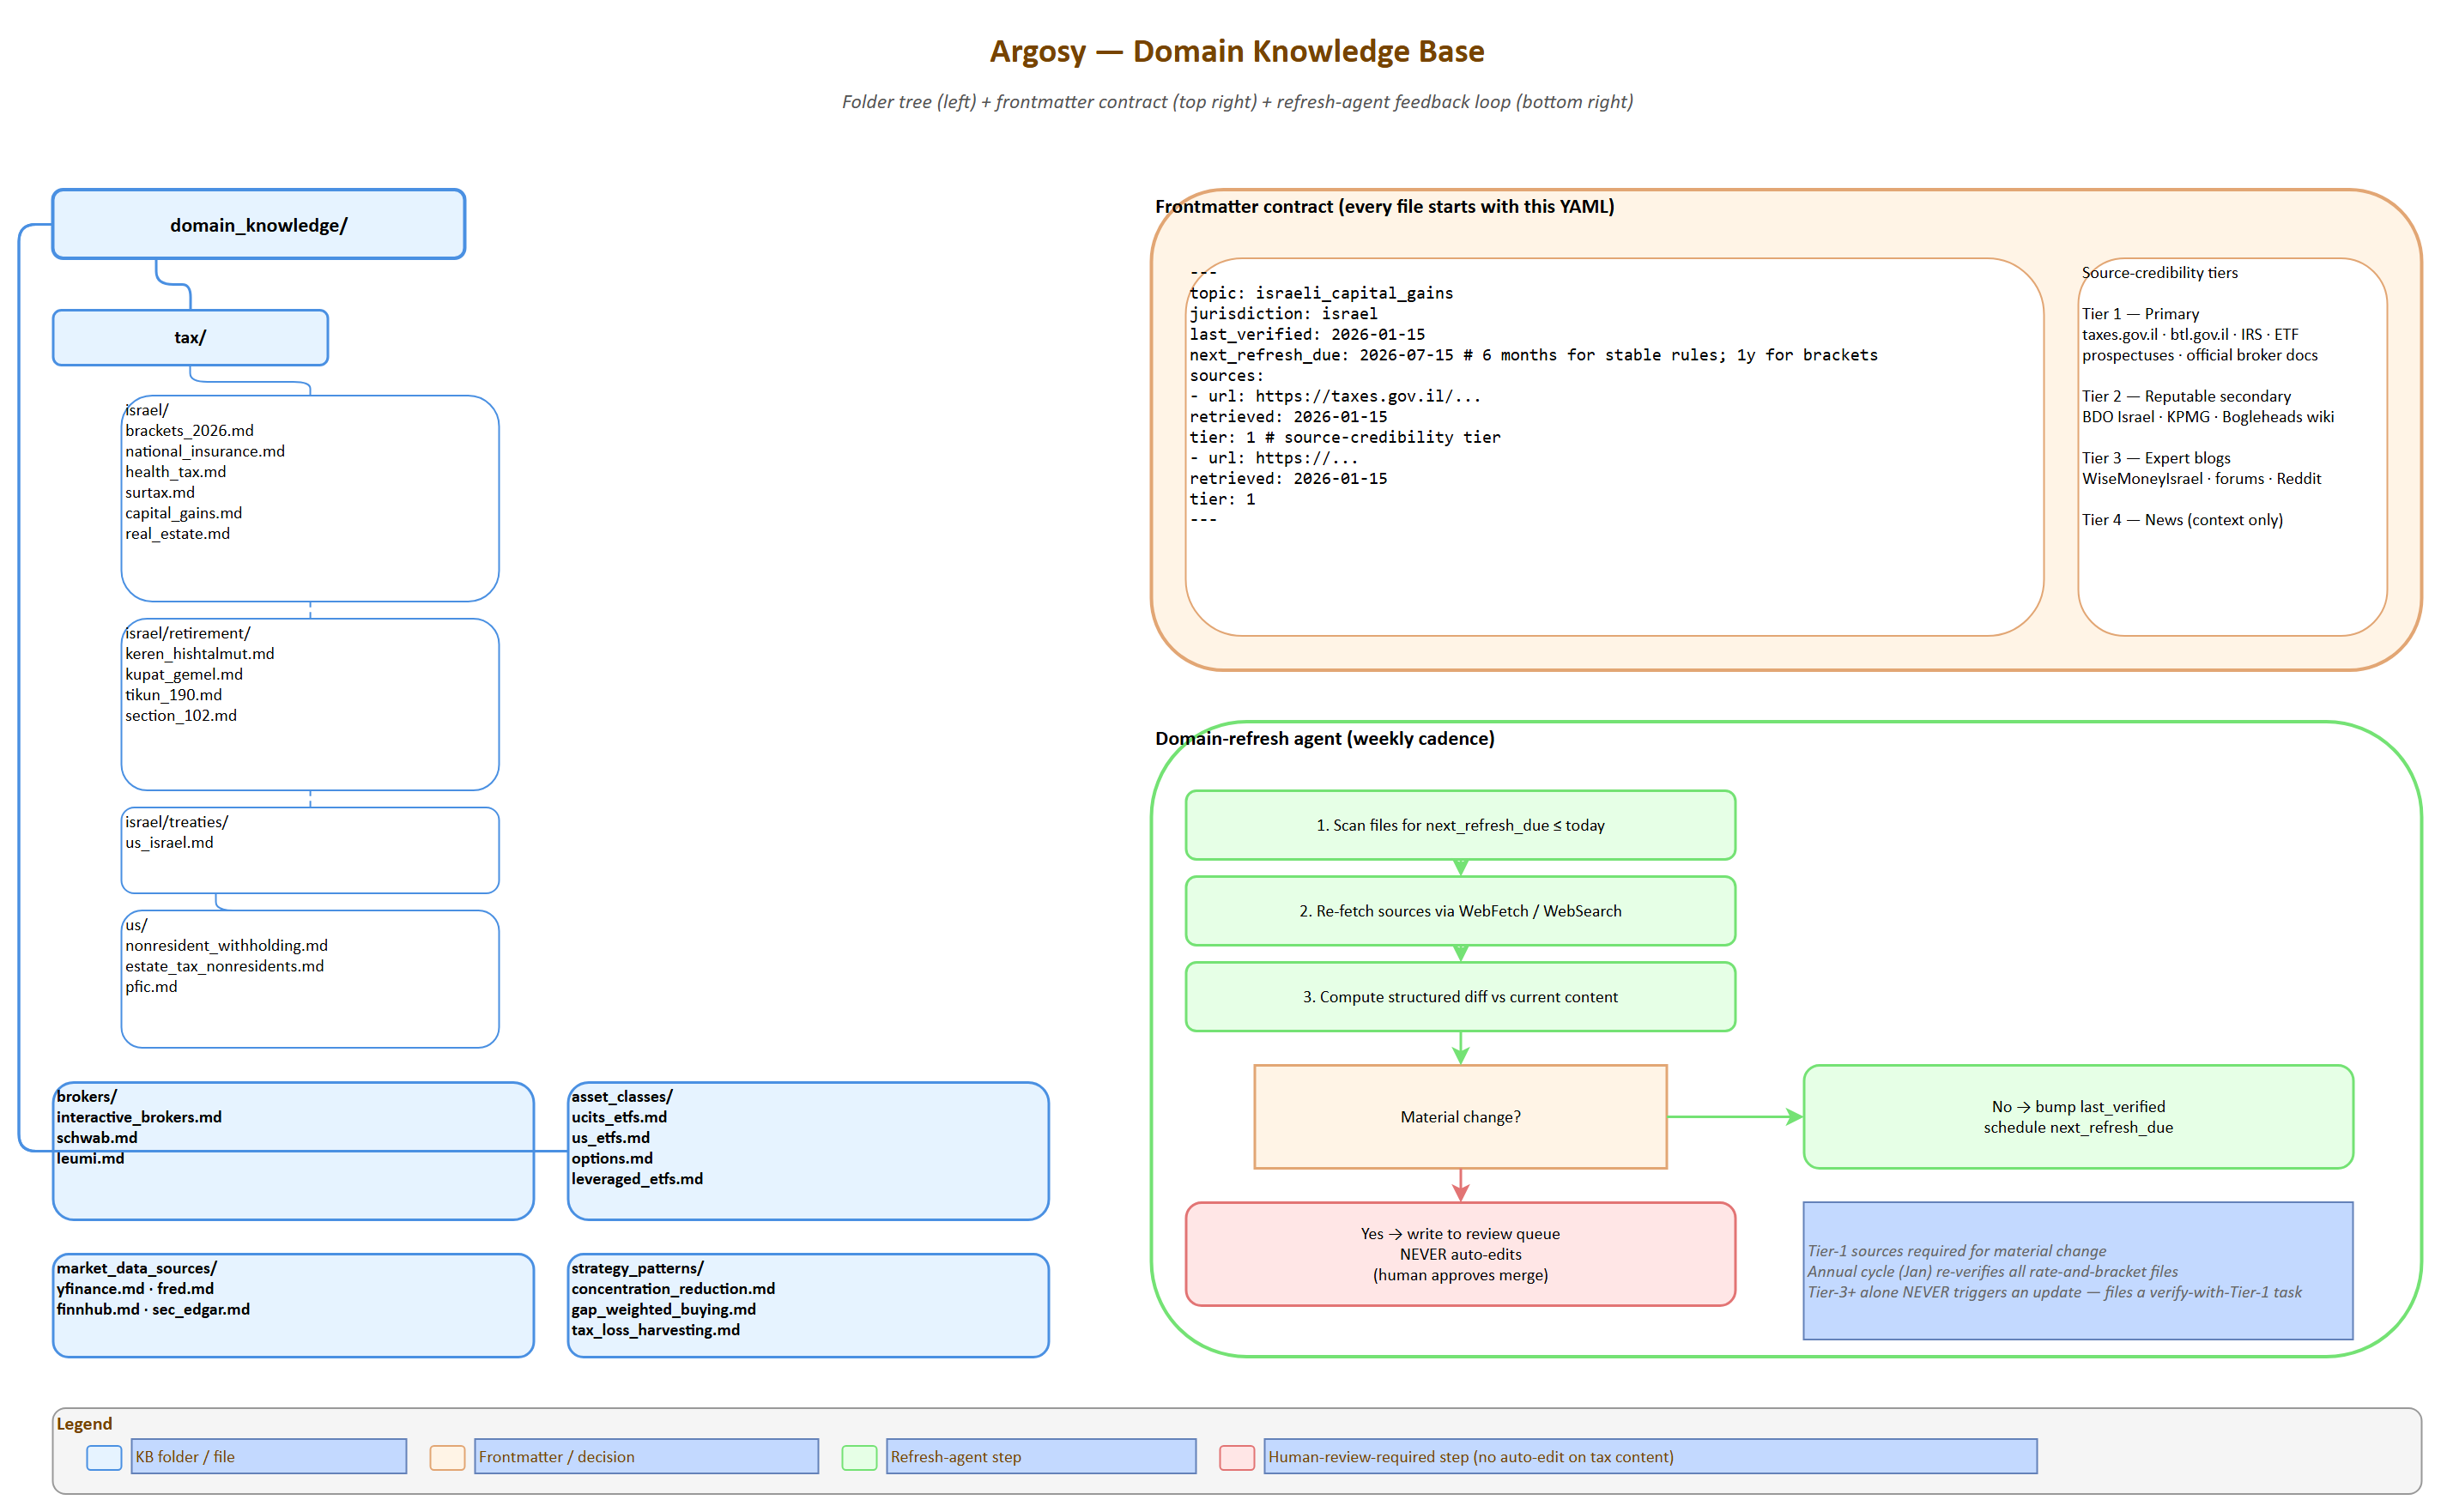 Argosy — Domain Knowledge Base
Folder tree (left) + frontmatter contract (top right) + refresh-agent feedback loop (bottom right)
domain_knowledge/
tax/
israel/
brackets_2026.md
national_insurance.md
health_tax.md
surtax.md
capital_gains.md
real_estate.md
israel/retirement/
keren_hishtalmut.md
kupat_gemel.md
tikun_190.md
section_102.md
israel/treaties/
us_israel.md
us/
nonresident_withholding.md
estate_tax_nonresidents.md
pfic.md
brokers/
interactive_brokers.md
schwab.md
leumi.md
asset_classes/
ucits_etfs.md
us_etfs.md
options.md
leveraged_etfs.md
market_data_sources/
yfinance.md · fred.md
finnhub.md · sec_edgar.md
strategy_patterns/
concentration_reduction.md
gap_weighted_buying.md
tax_loss_harvesting.md
Frontmatter contract (every file starts with this YAML)
---
topic: israeli_capital_gains
jurisdiction: israel
last_verified: 2026-01-15
next_refresh_due: 2026-07-15 # 6 months for stable rules; 1y for brackets
sources:
- url: https://taxes.gov.il/...
retrieved: 2026-01-15
tier: 1 # source-credibility tier
- url: https://...
retrieved: 2026-01-15
tier: 1
---
Source-credibility tiers
Tier 1 — Primary
taxes.gov.il · btl.gov.il · IRS · ETF
prospectuses · official broker docs
Tier 2 — Reputable secondary
BDO Israel · KPMG · Bogleheads wiki
Tier 3 — Expert blogs
WiseMoneyIsrael · forums · Reddit
Tier 4 — News (context only)
Domain-refresh agent (weekly cadence)
1. Scan files for next_refresh_due ≤ today
2. Re-fetch sources via WebFetch / WebSearch
3. Compute structured diff vs current content
Material change?
No → bump last_verified
schedule next_refresh_due
Yes → write to review queue
NEVER auto-edits
(human approves merge)
Tier-1 sources required for material change
Annual cycle (Jan) re-verifies all rate-and-bracket files
Tier-3+ alone NEVER triggers an update — files a verify-with-Tier-1 task
Legend
KB folder / file
Frontmatter / decision
Refresh-agent step
Human-review-required step (no auto-edit on tax content)